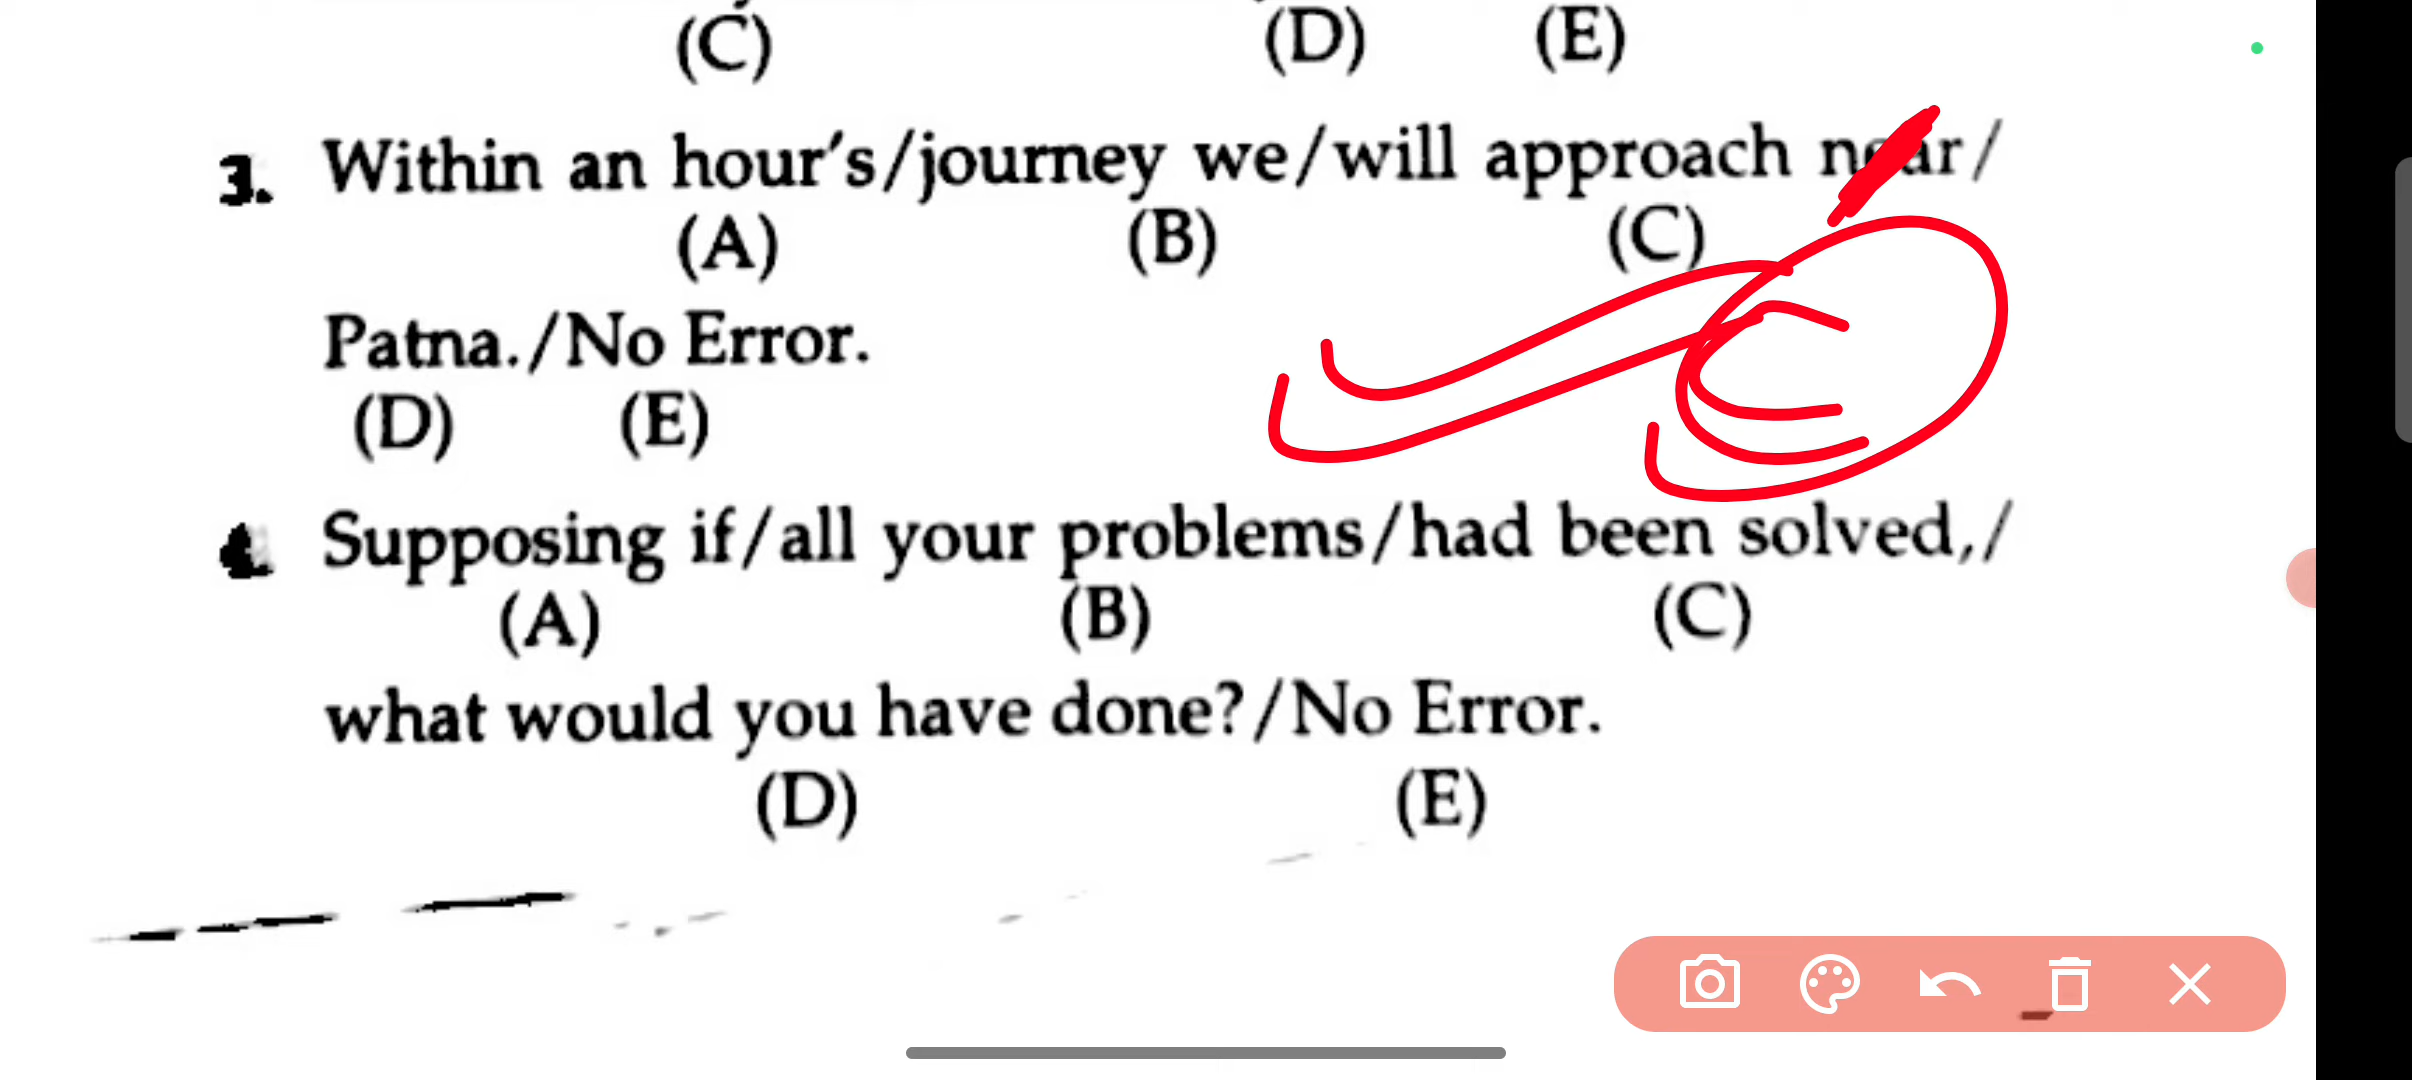 (C) (D) (E)
3. Within an hour's/journey we/will approach near/
(A) (B) (C)
Patna./No Error.
(D) (E)
4. Supposing if/all your problems/had been solved,/
(A) (B) (C)
what would you have done?/No Error.
(D) (E)